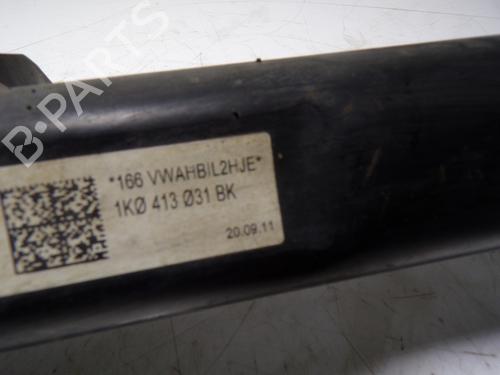 B-PARTS
*166 VWAHBIL2HJE*
1KØ 413 Ø31 BK
20.09.11